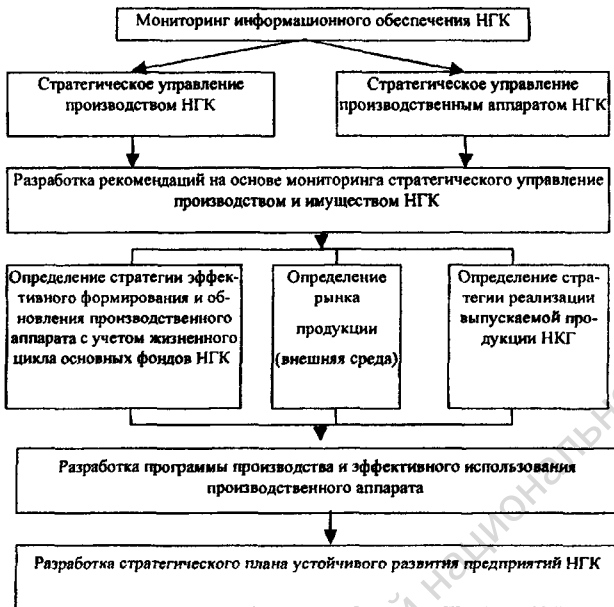 Мониторинг информационного обеспечения НГК
Стратегическое управление
производством НГК
Стратегическое управление
производственным аппаратом НГК
Разработка рекомендаций на основе мониторинга стратегического управление
производством и имуществом НГК
Определение стратегии эффек-
тивного формирования и об-
новления производственного
аппарата с учетом жизненного
цикла основных фондов НГК
Определение
рынка
продукции
(внешняя среда)
Определение стра-
тегии реализации
выпускаемой про-
дукции НКГ
Разработка программы производства и эффективного использования
производственного аппарата
Разработка стратегического плана устойчивого развития предприятий НГК